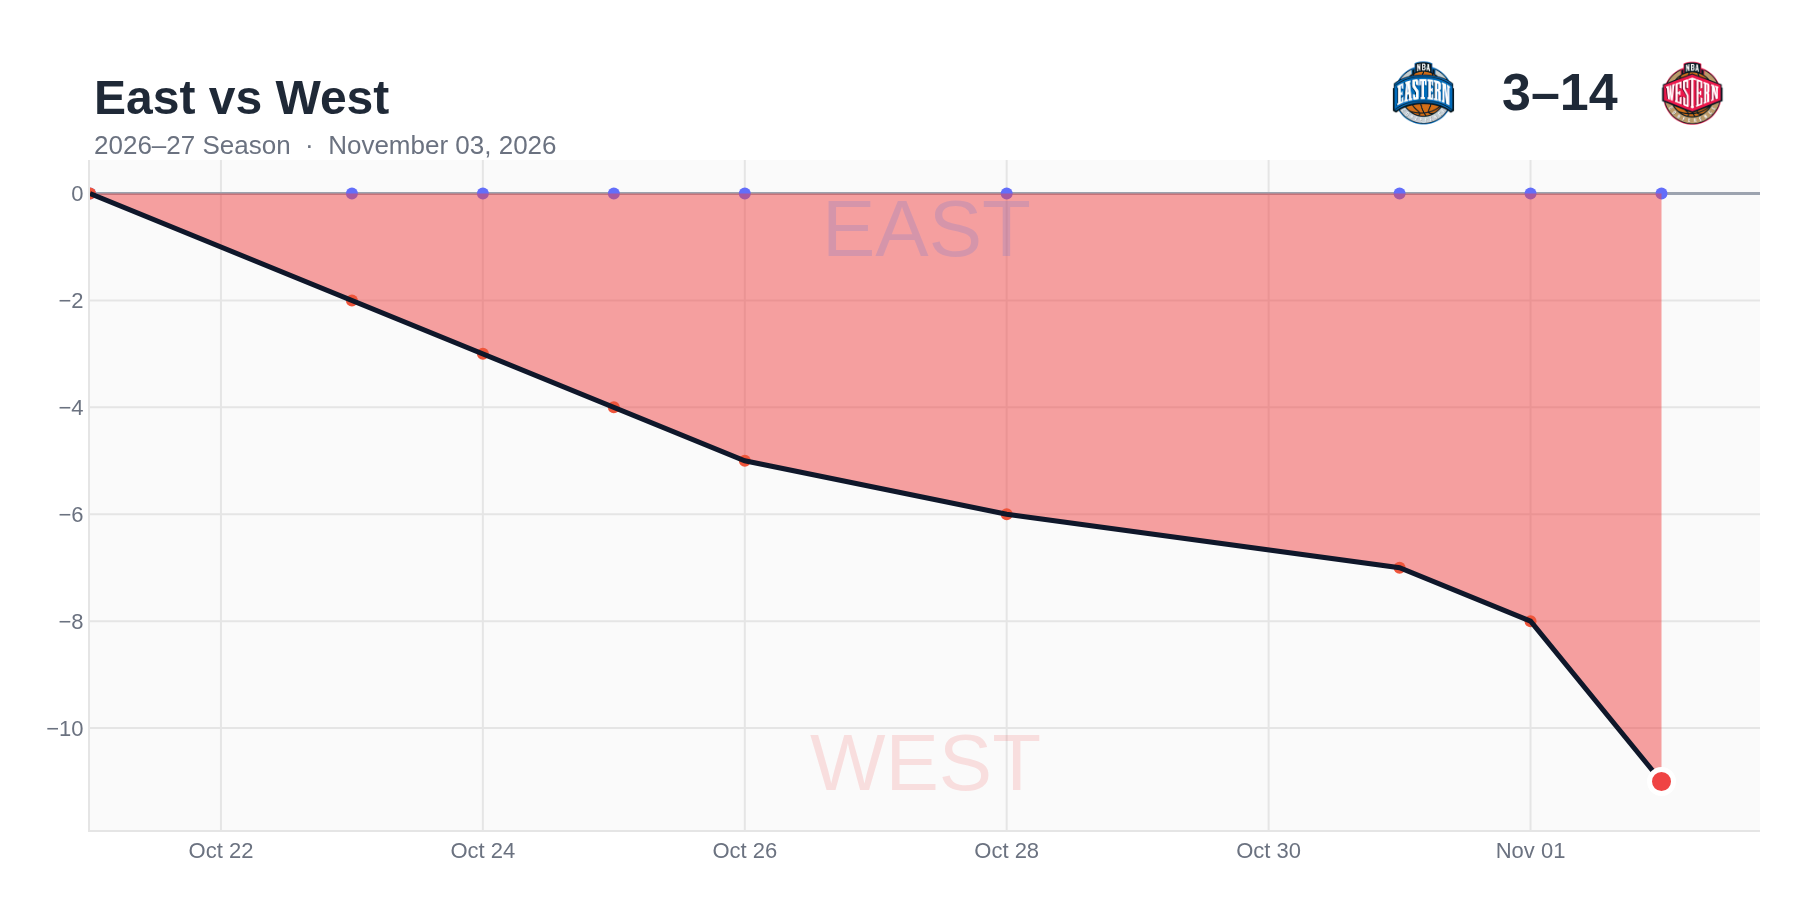 East vs West
2026–27 Season · November 03, 2026
NBA
EASTERN
3–14
NBA
WESTERN
0
−2
−4
−6
−8
−10
EAST
WEST
Oct 22
Oct 24
Oct 26
Oct 28
Oct 30
Nov 01